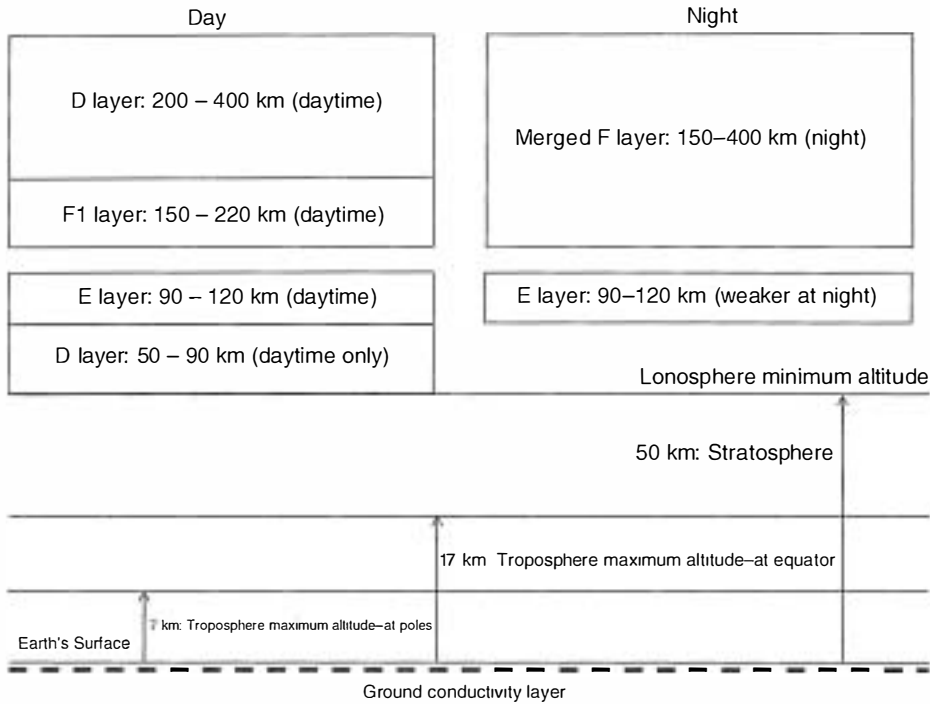 Day
Night
D layer: 200 – 400 km (daytime)
Merged F layer: 150–400 km (night)
F1 layer: 150 – 220 km (daytime)
E layer: 90 – 120 km (daytime)
E layer: 90–120 km (weaker at night)
D layer: 50 – 90 km (daytime only)
Lonosphere minimum altitude
50 km: Stratosphere
17 km Troposphere maximum altitude–at equator
7 km: Troposphere maximum altitude–at poles
Earth's Surface
Ground conductivity layer